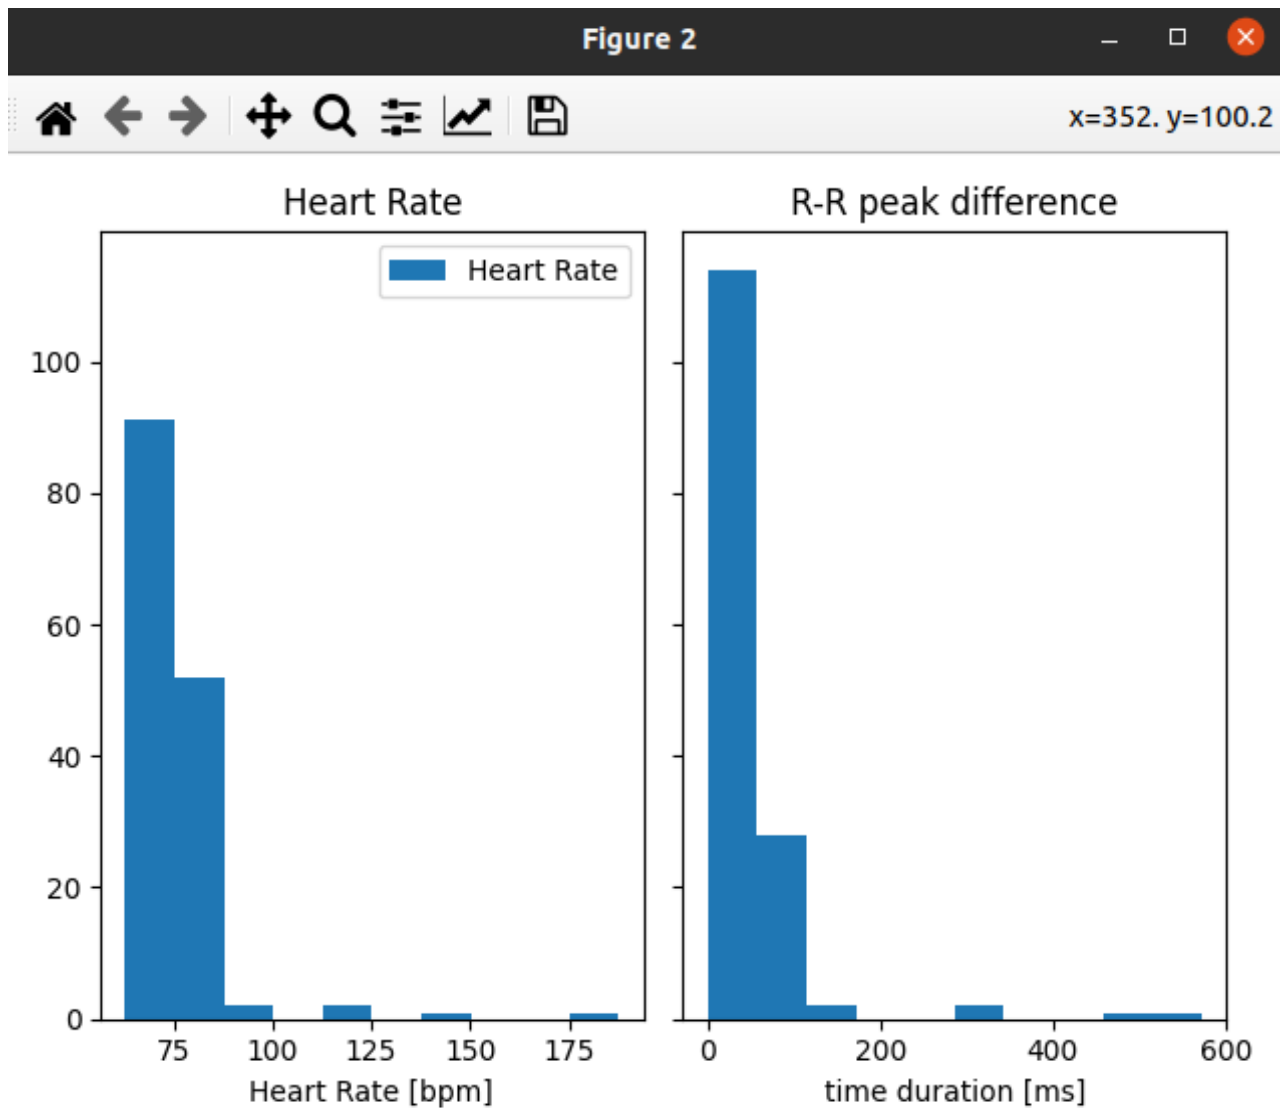 Figure 2
x=352. y=100.2
Heart Rate
Heart Rate
100
80
60
40
20
0
75 100 125 150 175
Heart Rate [bpm]
R-R peak difference
0 200 400 600
time duration [ms]